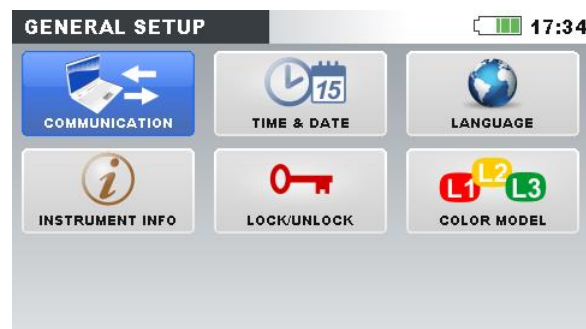 GENERAL SETUP 17:34
15
COMMUNICATION TIME & DATE LANGUAGE
i L1 L2 L3
INSTRUMENT INFO LOCK/UNLOCK COLOR MODEL